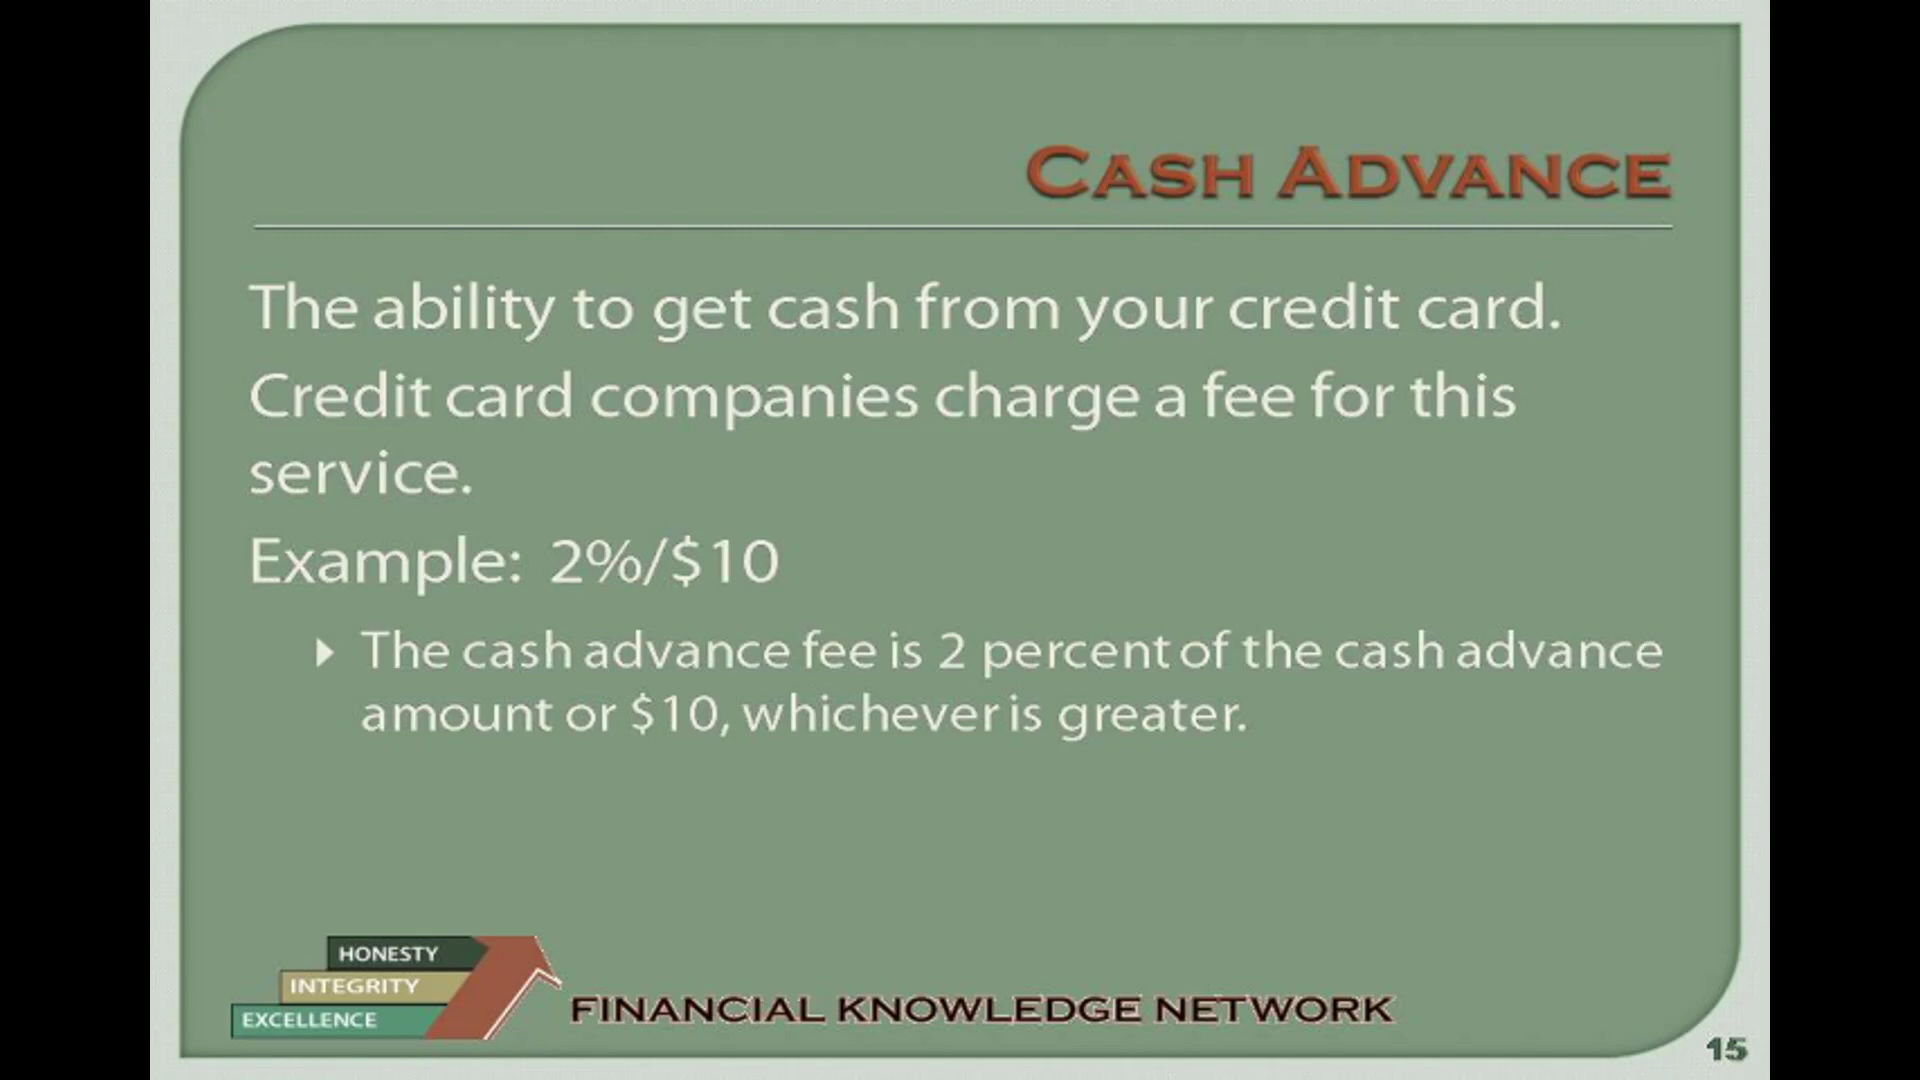 CASH ADVANCE
The ability to get cash from your credit card.
Credit card companies charge a fee for this
service.
Example: 2%/$10
The cash advance fee is 2 percent of the cash advance
amount or $10, whichever is greater.
HONESTY
INTEGRITY
EXCELLENCE
FINANCIAL KNOWLEDGE NETWORK
15